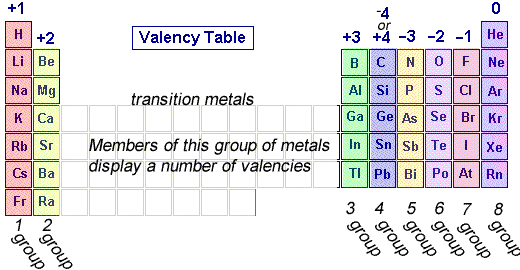 +1 -4 0
or
+2 Valency Table +3 +4 −3 −2 −1
H He
Li Be B C N O F Ne
Na Mg transition metals Al Si P S Cl Ar
K Ca Ga Ge As Se Br Kr
Rb Sr Members of this group of metals In Sn Sb Te I Xe
Cs Ba display a number of valencies Tl Pb Bi Po At Rn
Fr Ra
1 group 2 group 3 group 4 group 5 group 6 group 7 group 8 group